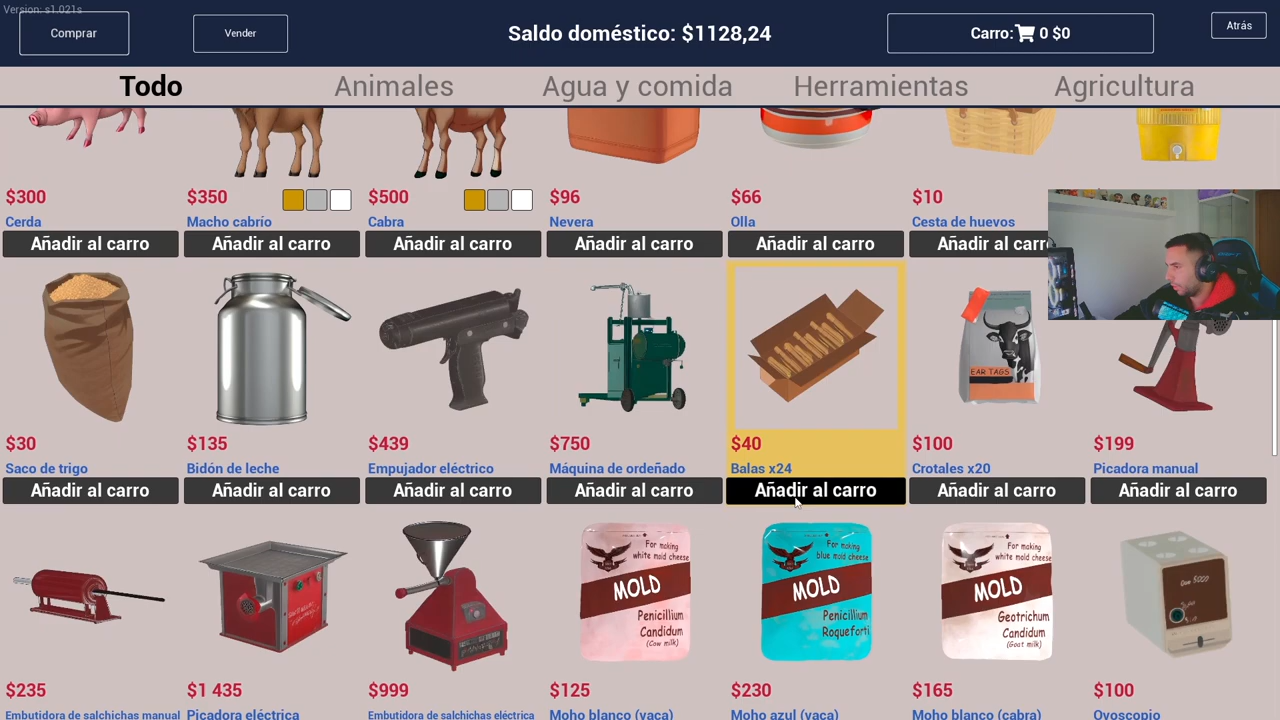 Version: s1.021s
Comprar
Vender
Saldo doméstico: $1128,24
Carro: 0 $0
Atrás
Todo
Animales
Agua y comida
Herramientas
Agricultura
$300
$350
$500
$96
$66
$10
Cerda
Macho cabrío
Cabra
Nevera
Olla
Cesta de huevos
Añadir al carro
Añadir al carro
Añadir al carro
Añadir al carro
Añadir al carro
Añadir al carro
EAR TAGS
$30
$135
$439
$750
$40
$100
$199
Saco de trigo
Bidón de leche
Empujador eléctrico
Máquina de ordeñado
Balas x24
Crotales x20
Picadora manual
Añadir al carro
Añadir al carro
Añadir al carro
Añadir al carro
Añadir al carro
Añadir al carro
Añadir al carro
For making
white mold cheese
MOLD
Penicillium
Candidum
(Cow milk)
For making
blue mold cheese
MOLD
Penicillium
Roqueforti
For making
white mold cheese
MOLD
Geotrichum
Candidum
(Goat milk)
$235
$1 435
$999
$125
$230
$165
$100
Embutidora de salchichas manual
Picadora eléctrica
Embutidora de salchichas eléctrica
Moho blanco (vaca)
Moho azul (vaca)
Moho blanco (cabra)
Ovoscopio